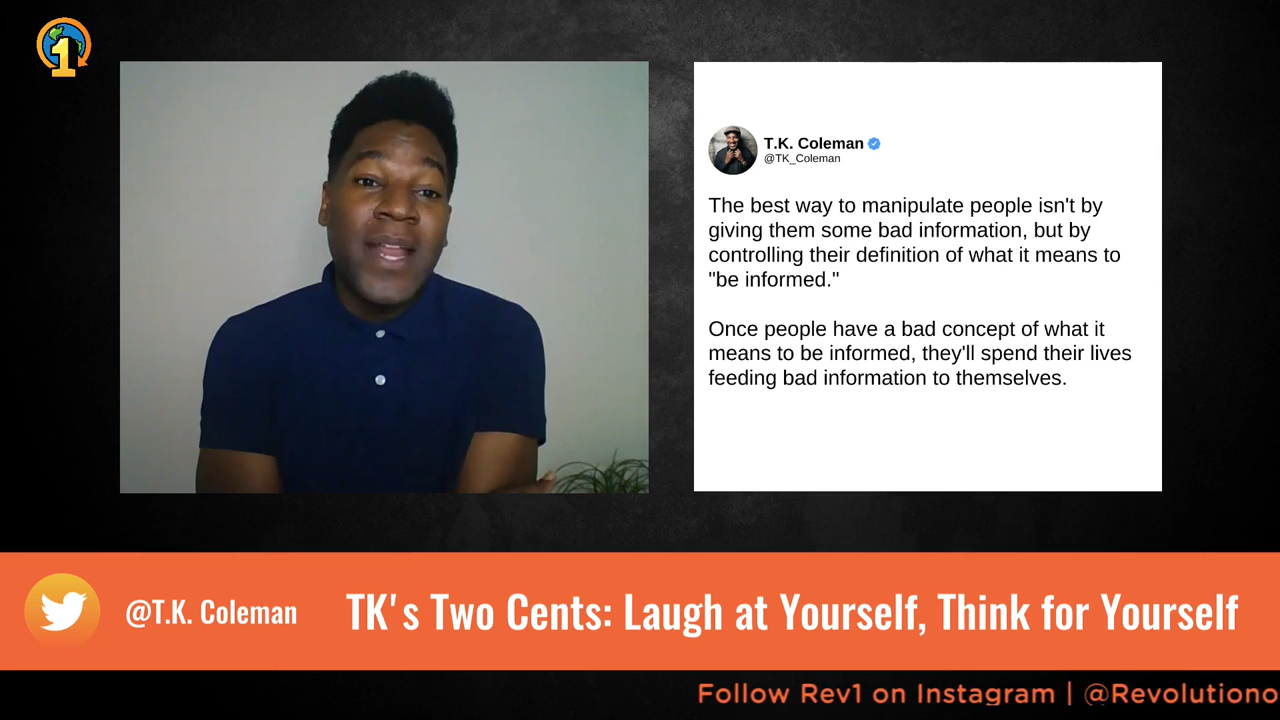 1
T.K. Coleman
@TK_Coleman
The best way to manipulate people isn't by
giving them some bad information, but by
controlling their definition of what it means to
"be informed."
Once people have a bad concept of what it
means to be informed, they'll spend their lives
feeding bad information to themselves.
@T.K. Coleman
TK's Two Cents: Laugh at Yourself, Think for Yourself
Follow Rev1 on Instagram | @Revolutiono